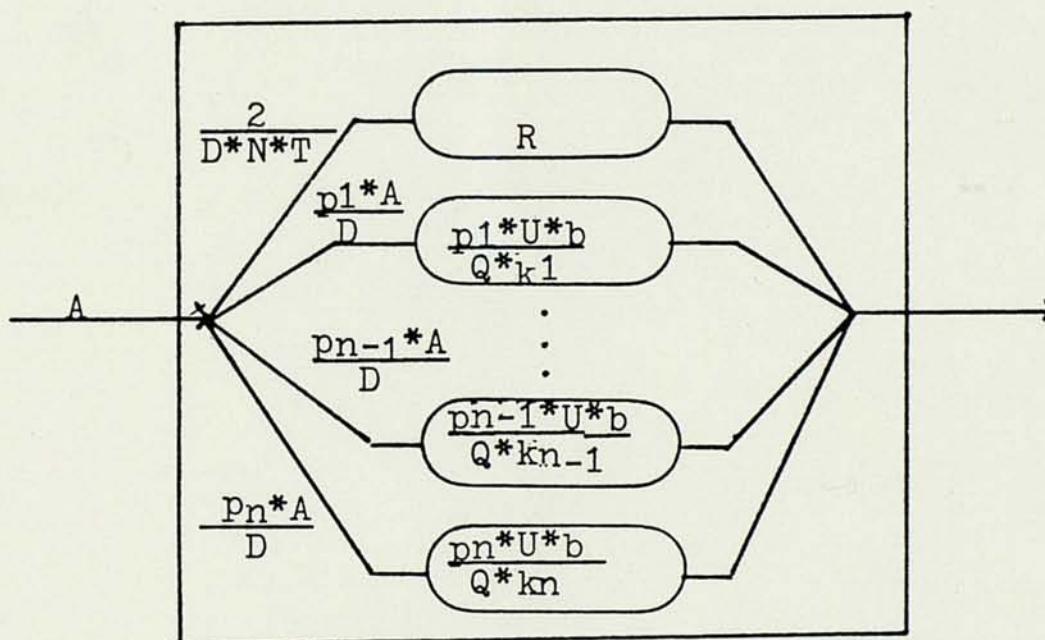 2
D*N*T
R
p1*A
D
p1*U*b
Q*k1
A
pn-1*A
D
pn-1*U*b
Q*kn-1
pn*A
D
pn*U*b
Q*kn